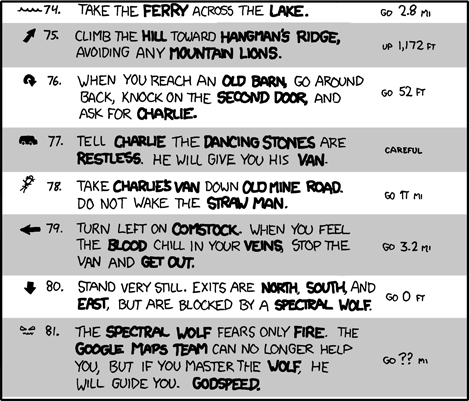 74. TAKE THE FERRY ACROSS THE LAKE. GO 2.8 MI
75. CLIMB THE HILL TOWARD HANGMAN'S RIDGE,
AVOIDING ANY MOUNTAIN LIONS. UP 1,172 FT
76. WHEN YOU REACH AN OLD BARN, GO AROUND
BACK, KNOCK ON THE SECOND DOOR, AND
ASK FOR CHARLIE. GO 52 FT
77. TELL CHARLIE THE DANCING STONES ARE
RESTLESS. HE WILL GIVE YOU HIS VAN. CAREFUL
78. TAKE CHARLIE'S VAN DOWN OLD MINE ROAD.
DO NOT WAKE THE STRAW MAN. GO π MI
79. TURN LEFT ON COMSTOCK. WHEN YOU FEEL
THE BLOOD CHILL IN YOUR VEINS, STOP THE
VAN AND GET OUT. GO 3.2 MI
80. STAND VERY STILL. EXITS ARE NORTH, SOUTH, AND
EAST, BUT ARE BLOCKED BY A SPECTRAL WOLF. GO 0 FT
81. THE SPECTRAL WOLF FEARS ONLY FIRE. THE
GOOGLE MAPS TEAM CAN NO LONGER HELP
YOU, BUT IF YOU MASTER THE WOLF, HE
WILL GUIDE YOU. GODSPEED. GO ?? MI